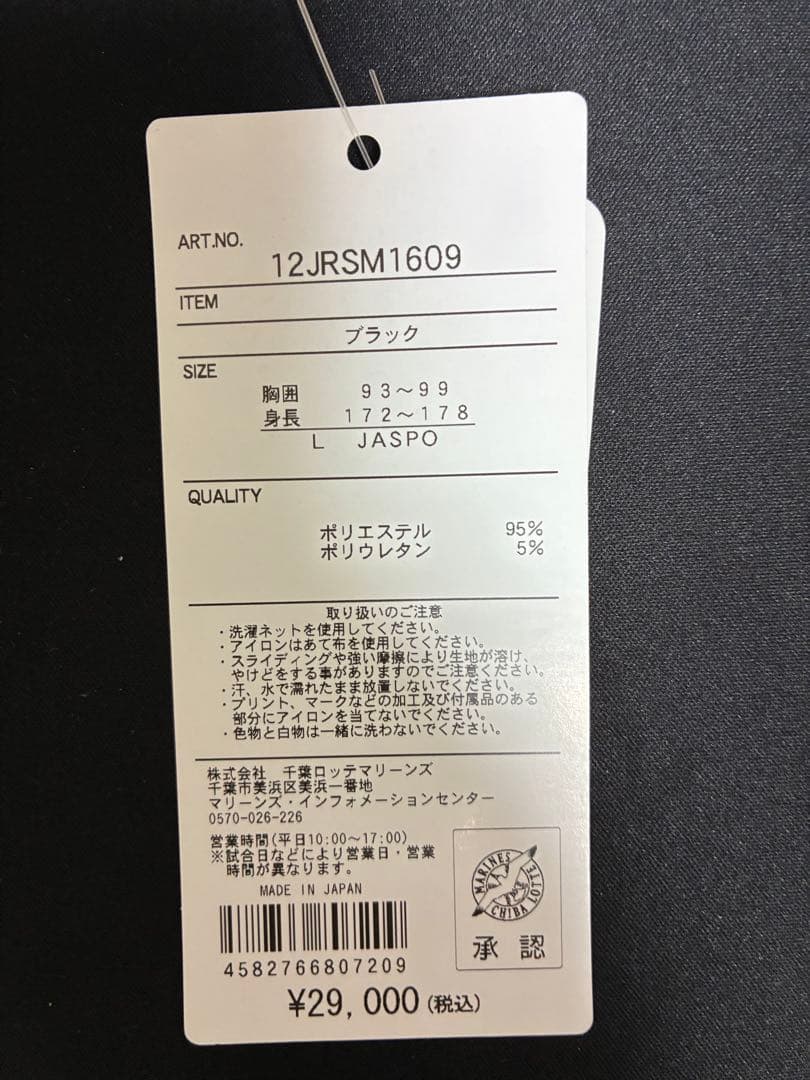 ART.NO.
12JRSM1609
ITEM
ブラック
SIZE
胸囲 93～99
身長 172～178
L JASPO
QUALITY
ポリエステル 95%
ポリウレタン 5%
取り扱いのご注意
・洗濯ネットを使用してください。
・アイロンはあて布を使用してください。
・スライディングや強い摩擦により生地が溶け、
やけどをする事がありますのでご注意ください。
・汗、水で濡れたまま放置しないでください。
・プリント、マークなどの加工及び付属品のある
部分にアイロンを当てないでください。
・色物と白物は一緒に洗わないでください。
株式会社 千葉ロッテマリーンズ
千葉市美浜区美浜一番地
マリーンズ・インフォメーションセンター
0570-026-226
営業時間(平日10:00～17:00)
※試合日などにより営業日・営業
時間が異なります。
MADE IN JAPAN
4582766807209
¥29,000(税込)
MARINES
CHIBA LOTTE
承認